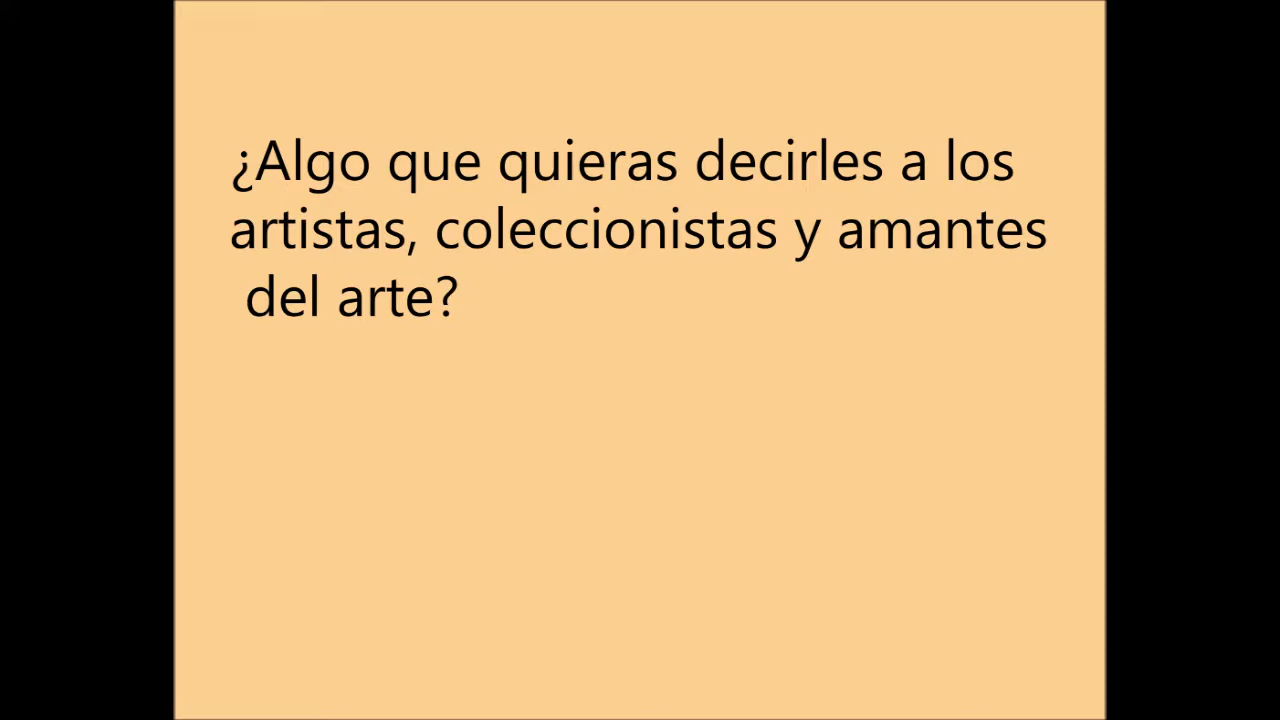 ¿Algo que quieras decirles a los
artistas, coleccionistas y amantes
del arte?